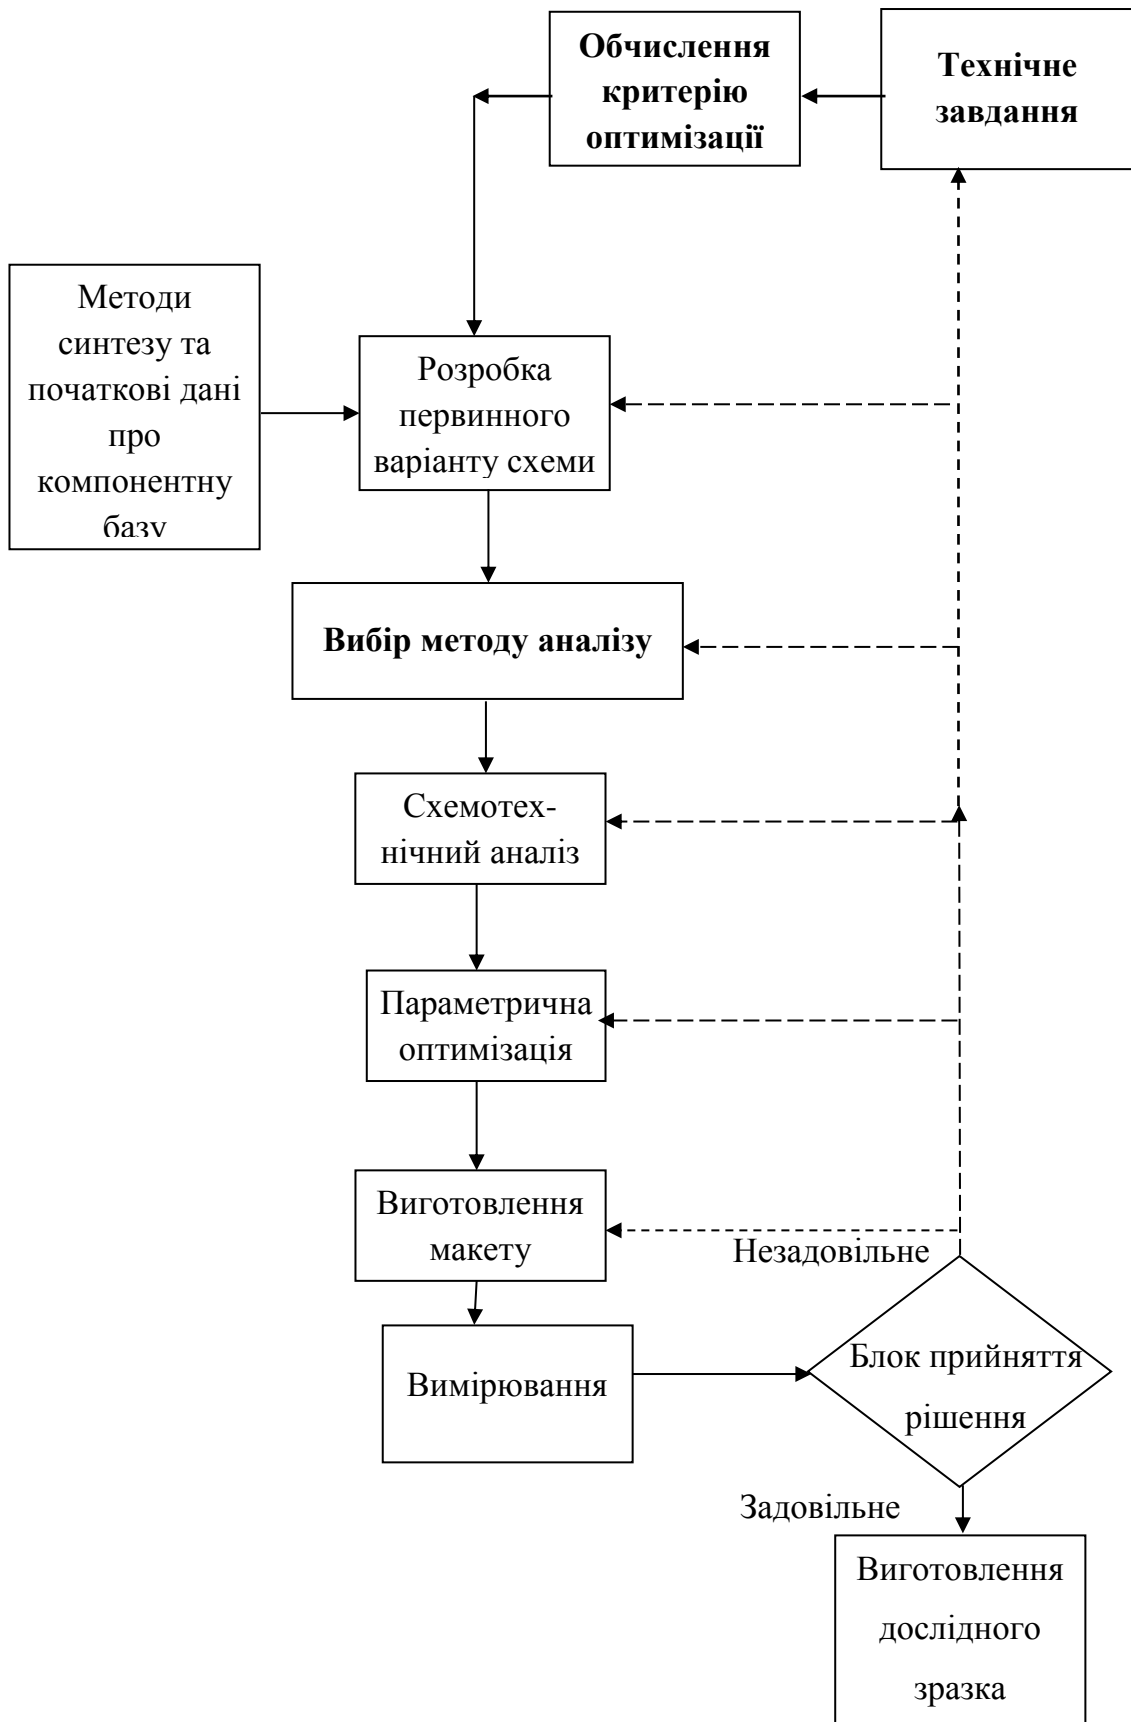 Обчислення
критерію
оптимізації
Технічне
завдання
Методи
синтезу та
початкові дані
про
компонентну
базу
Розробка
первинного
варіанту схеми
Вибір методу аналізу
Схемотех-
нічний аналіз
Параметрична
оптимізація
Виготовлення
макету
Незадовільне
Вимірювання
Блок прийняття
рішення
Задовільне
Виготовлення
дослідного
зразка